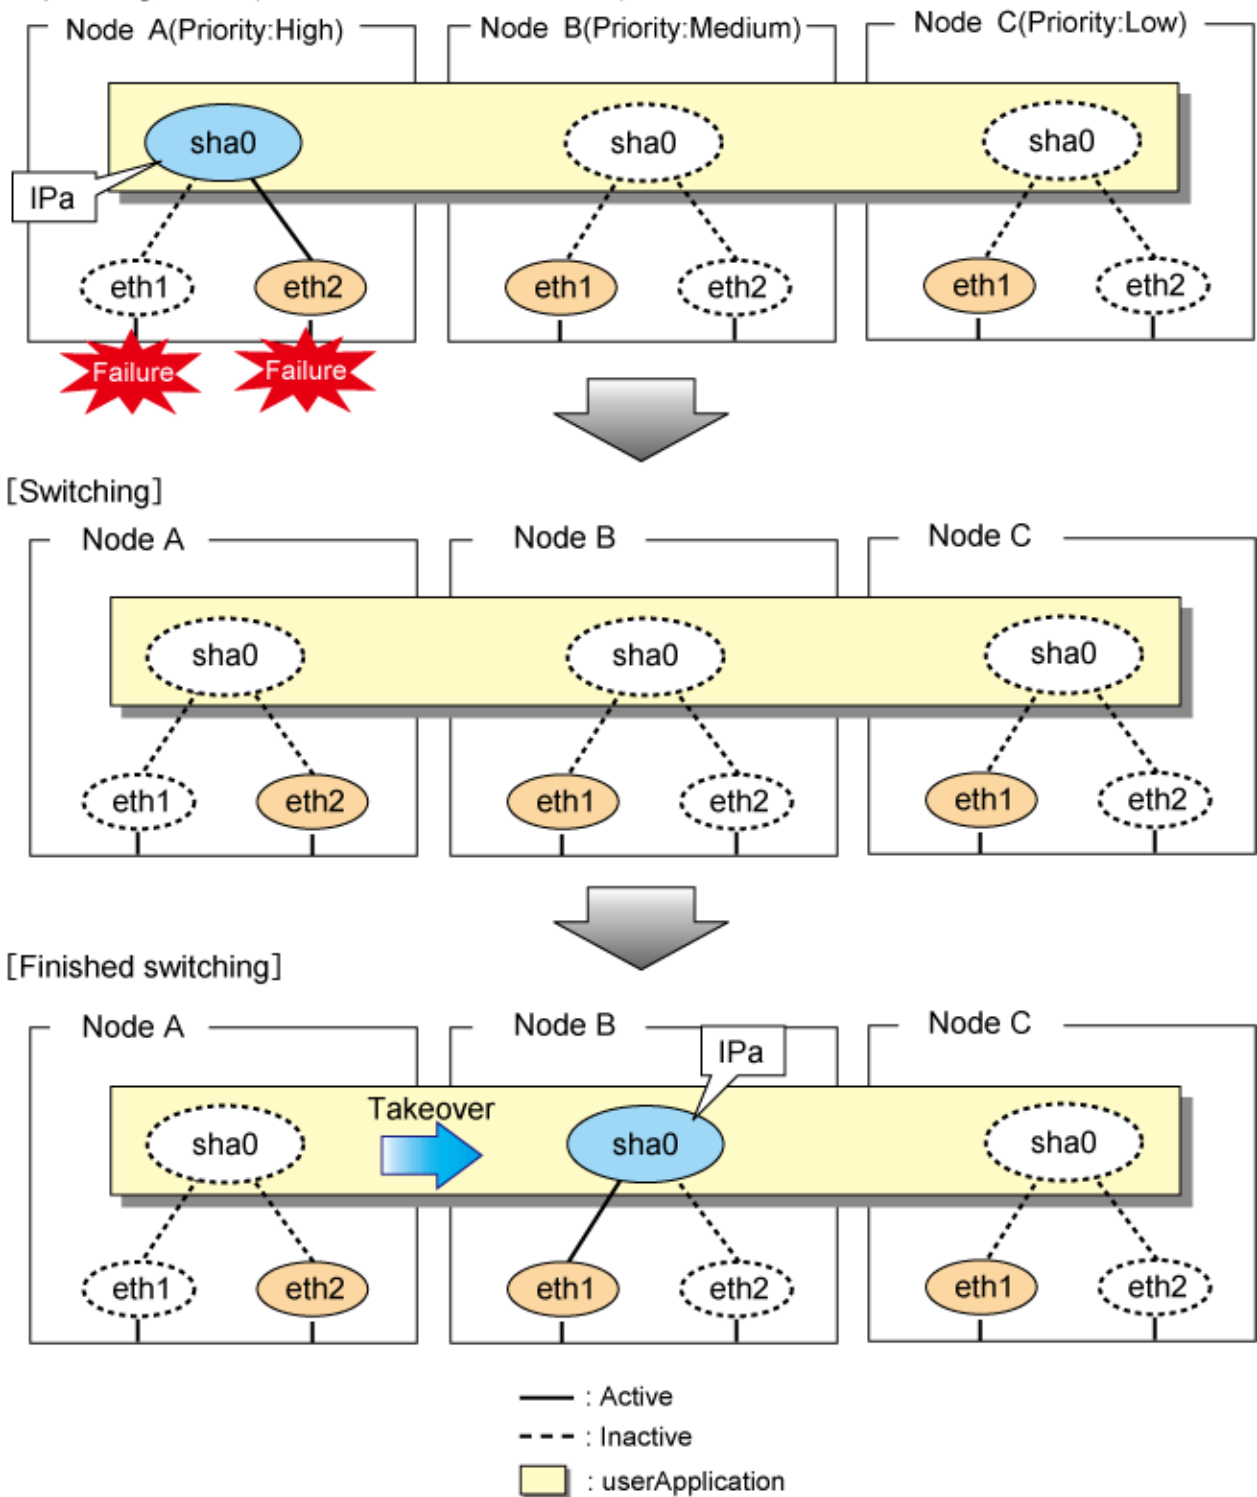 Node A(Priority:High)
Node B(Priority:Medium)
Node C(Priority:Low)
sha0
sha0
sha0
IPa
eth1
eth2
eth1
eth2
eth1
eth2
Failure
Failure
[Switching]
Node A
Node B
Node C
sha0
sha0
sha0
eth1
eth2
eth1
eth2
eth1
eth2
[Finished switching]
Node A
Node B
Node C
IPa
Takeover
sha0
sha0
sha0
eth1
eth2
eth1
eth2
eth1
eth2
: Active
: Inactive
: userApplication